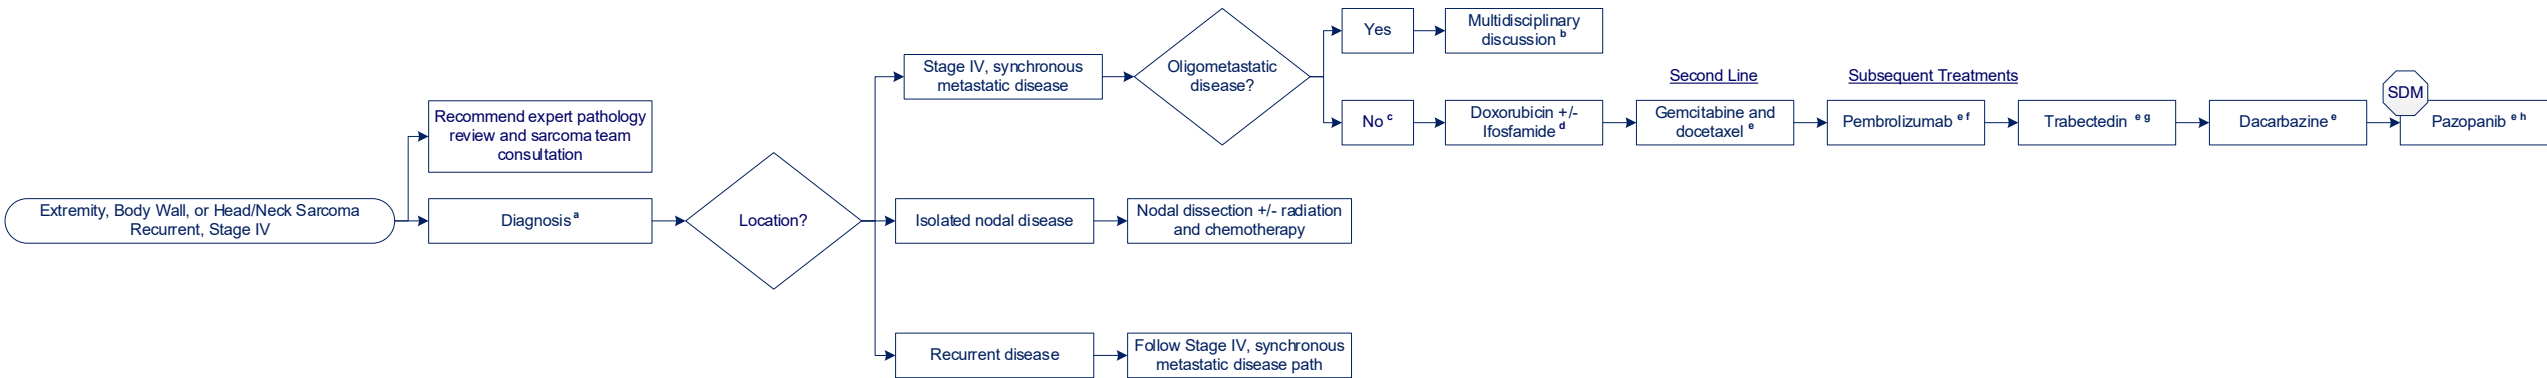 Extremity, Body Wall, or Head/Neck Sarcoma
Recurrent, Stage IV
Recommend expert pathology
review and sarcoma team
consultation
Diagnosis a
Location?
Stage IV, synchronous
metastatic disease
Oligometastatic
disease?
Yes
Multidisciplinary
discussion b
No c
Doxorubicin +/-
Ifosfamide d
Second Line
Gemcitabine and
docetaxel e
Subsequent Treatments
Pembrolizumab e f
Trabectedin e g
Dacarbazine e
SDM
Pazopanib e h
Isolated nodal disease
Nodal dissection +/- radiation
and chemotherapy
Recurrent disease
Follow Stage IV, synchronous
metastatic disease path